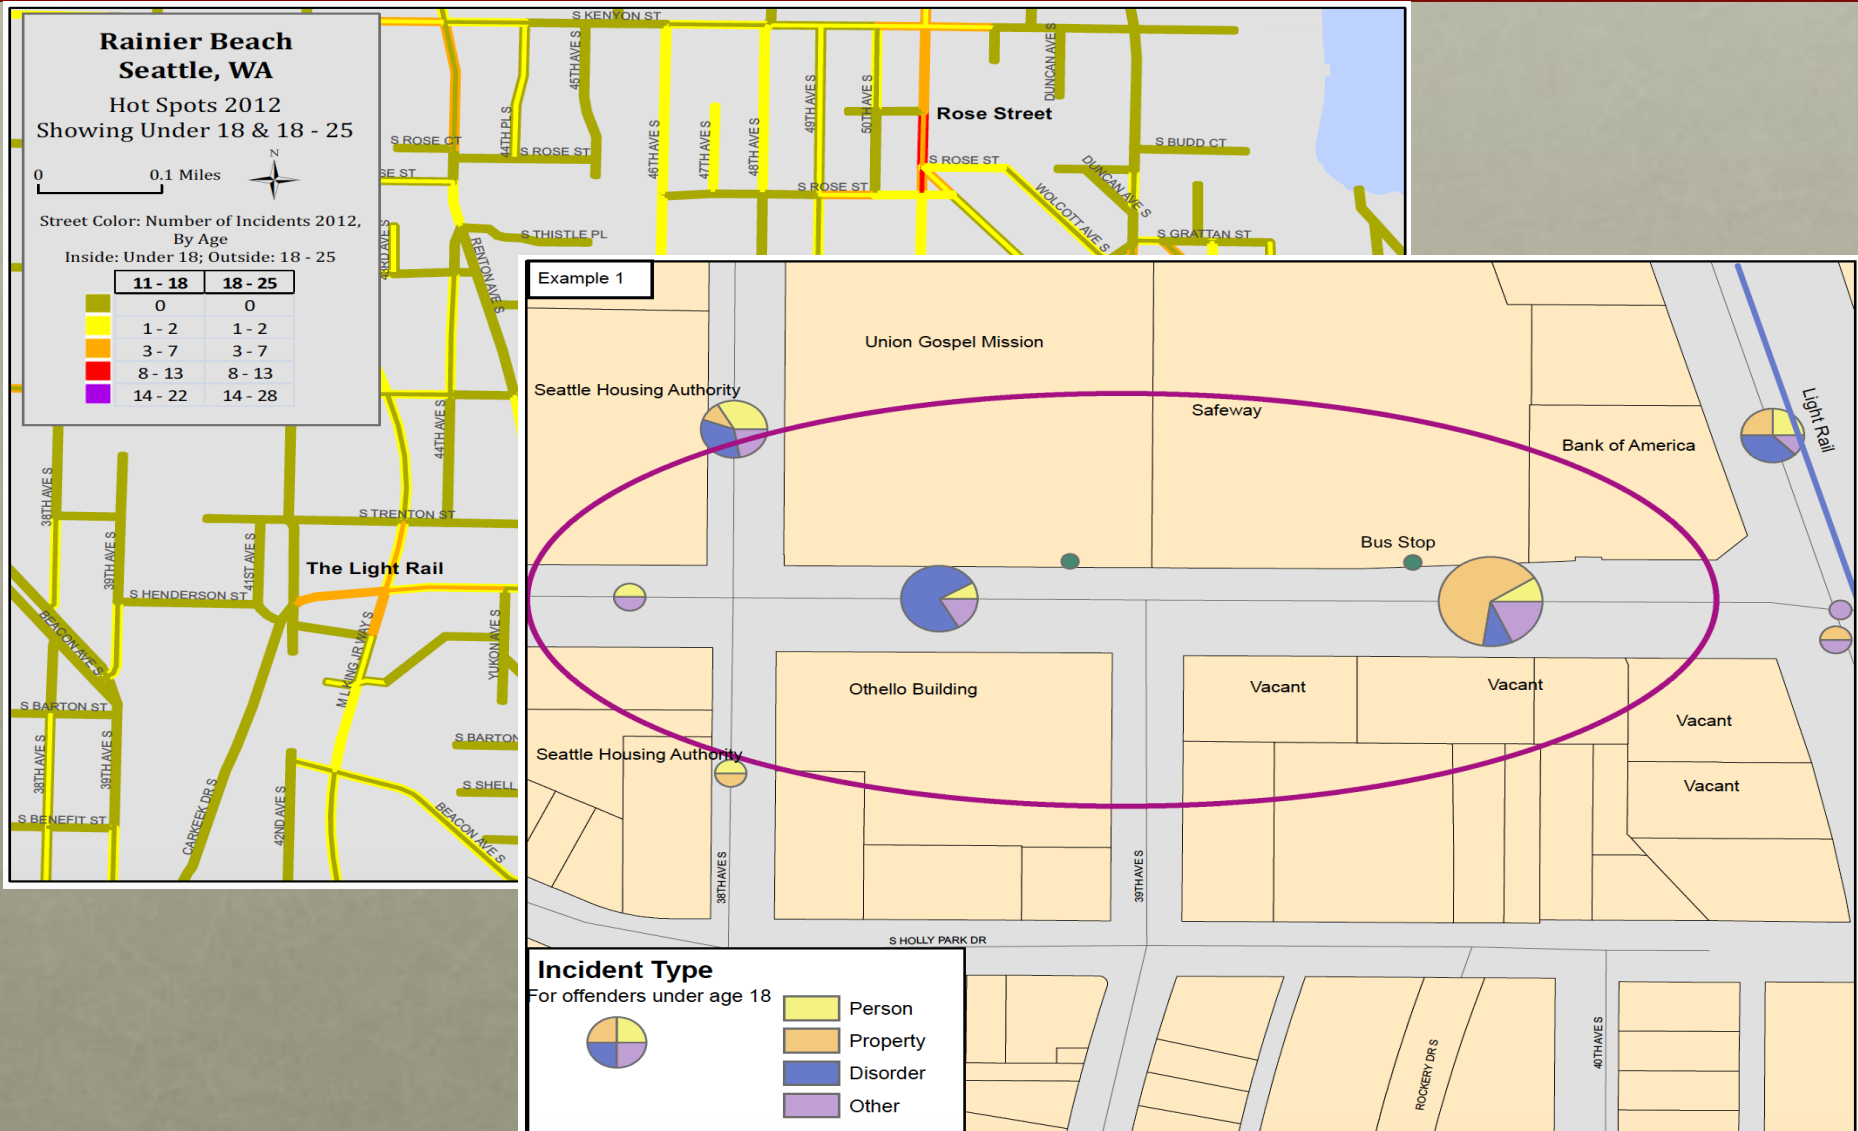 Rainier Beach
Seattle, WA
Hot Spots 2012
Showing Under 18 & 18 - 25
N
0 0.1 Miles
Street Color: Number of Incidents 2012,
By Age
Inside: Under 18; Outside: 18 - 25
11 - 18 18 - 25
0 0
1 - 2 1 - 2
3 - 7 3 - 7
8 - 13 8 - 13
14 - 22 14 - 28
S KENYON ST
45TH AVE S
DUNCAN AVE S
44TH PL S
49TH AVE S
50TH AVE S
Rose Street
S ROSE CT
S ROSE ST
46TH AVE S
47TH AVE S
48TH AVE S
S ROSE ST
S BUDD CT
DUNCAN AVE S
SE ST
S ROSE ST
WOLCOTT AVE S
43RD AVE S
RENTON AVE S
S THISTLE PL
S GRATTAN ST
44TH AVE S
38TH AVE S
S TRENTON ST
39TH AVE S
41ST AVE S
The Light Rail
S HENDERSON ST
BEACON AVE S
M L KING JR WAY S
YUKON AVE S
S BARTON ST
S BARTON
38TH AVE S
39TH AVE S
S SHELL
CARKEEK DR S
42ND AVE S
BEACON AVE S
S BENEFIT ST
Example 1
Union Gospel Mission
Seattle Housing Authority
Safeway
Bank of America
Light Rail
Bus Stop
Othello Building
Vacant
Vacant
Vacant
Seattle Housing Authority
Vacant
38TH AVE S
39TH AVE S
S HOLLY PARK DR
ROCKERY DR S
40TH AVE S
Incident Type
For offenders under age 18
Person
Property
Disorder
Other